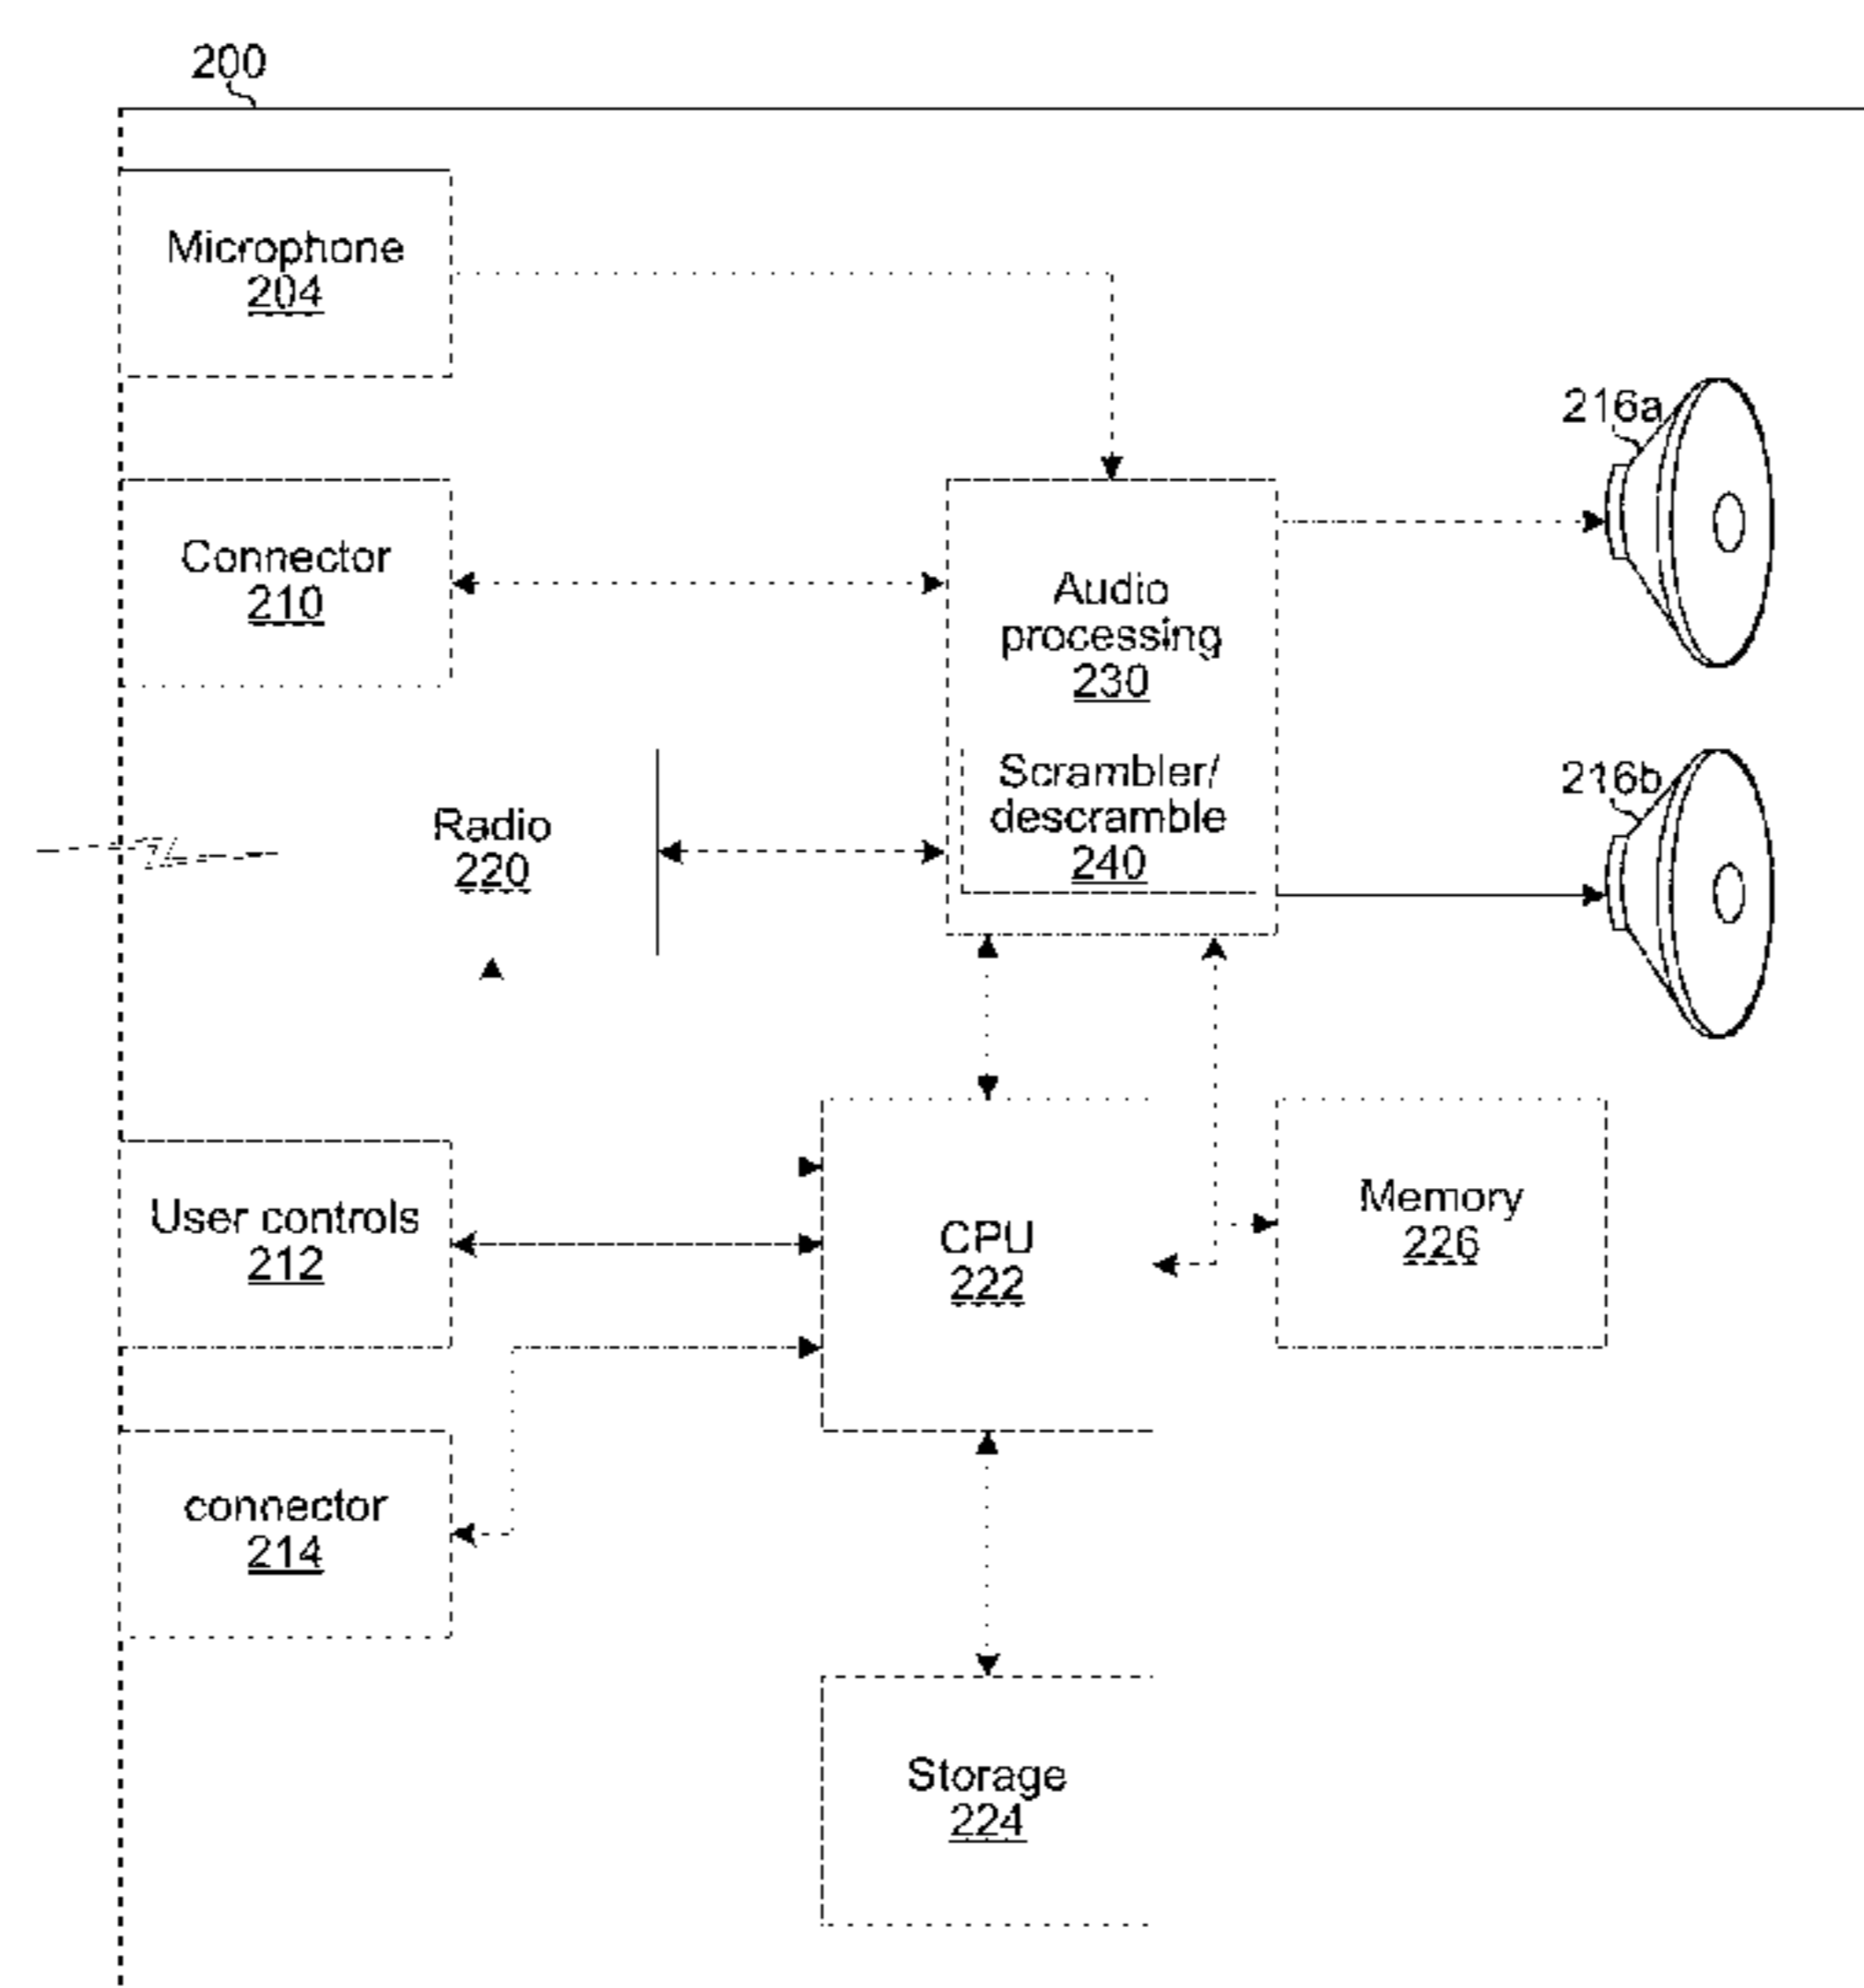 200
Microphone
204
216a
Connector
210
Audio
processing
230
Scrambler/
descramble
240
216b
Radio
220
User controls
212
CPU
222
Memory
226
connector
214
Storage
224